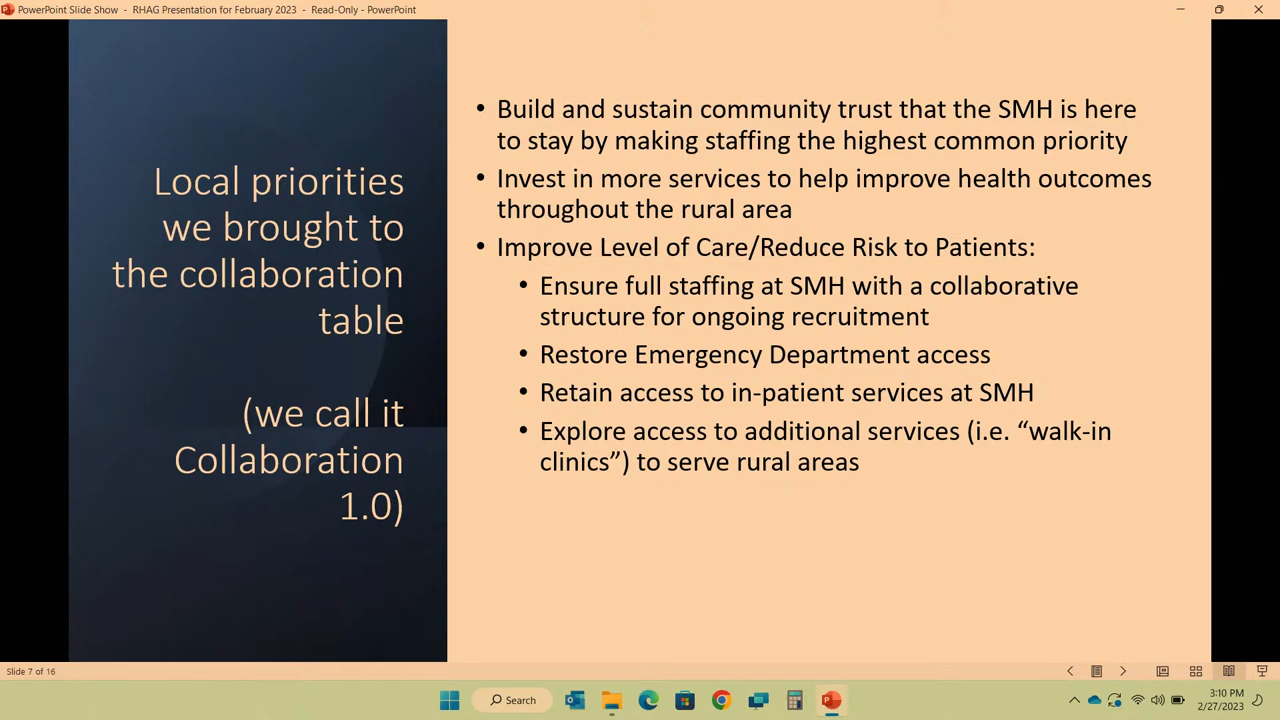 PowerPoint Slide Show - RHAG Presentation for February 2023 - Read-Only - PowerPoint
Local priorities
we brought to
the collaboration
table
(we call it
Collaboration
1.0)
• Build and sustain community trust that the SMH is here
to stay by making staffing the highest common priority
• Invest in more services to help improve health outcomes
throughout the rural area
• Improve Level of Care/Reduce Risk to Patients:
• Ensure full staffing at SMH with a collaborative
structure for ongoing recruitment
• Restore Emergency Department access
• Retain access to in-patient services at SMH
• Explore access to additional services (i.e. “walk-in
clinics”) to serve rural areas
Slide 7 of 16
Search
3:10 PM
2/27/2023